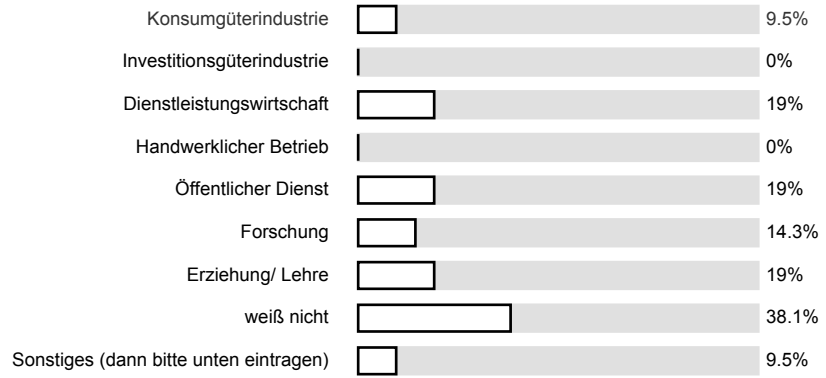 Konsumgüterindustrie 9.5%
Investitionsgüterindustrie 0%
Dienstleistungswirtschaft 19%
Handwerklicher Betrieb 0%
Öffentlicher Dienst 19%
Forschung 14.3%
Erziehung/ Lehre 19%
weiß nicht 38.1%
Sonstiges (dann bitte unten eintragen) 9.5%